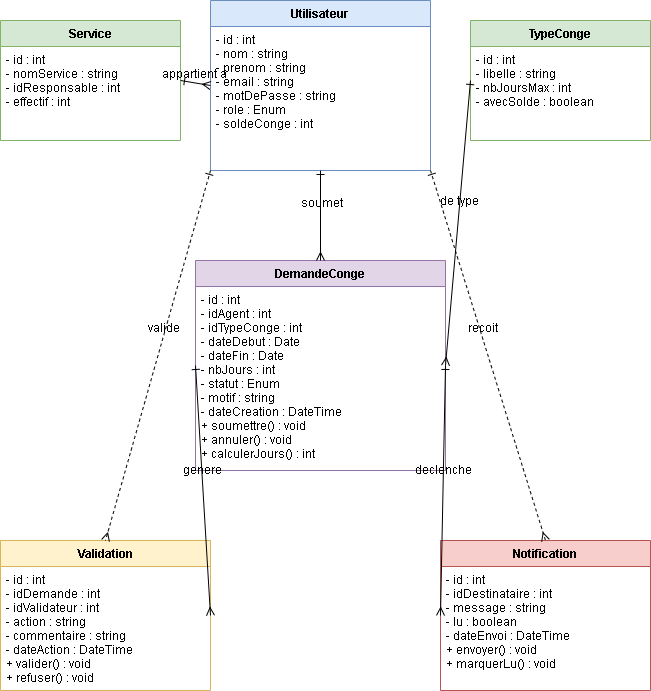 Utilisateur
- id : int
- nom : string
- prenom : string
- email : string
- motDePasse : string
- role : Enum
- soldeConge : int
Service
- id : int
- nomService : string
- idResponsable : int
- effectif : int
TypeConge
- id : int
- libelle : string
- nbJoursMax : int
- avecSolde : boolean
appartient a
soumet
de type
valide
recoit
DemandeConge
- id : int
- idAgent : int
- idTypeConge : int
- dateDebut : Date
- dateFin : Date
- nbJours : int
- statut : Enum
- motif : string
- dateCreation : DateTime
+ soumettre() : void
+ annuler() : void
+ calculerJours() : int
genere
declenche
Validation
- id : int
- idDemande : int
- idValidateur : int
- action : string
- commentaire : string
- dateAction : DateTime
+ valider() : void
+ refuser() : void
Notification
- id : int
- idDestinataire : int
- message : string
- lu : boolean
- dateEnvoi : DateTime
+ envoyer() : void
+ marquerLu() : void